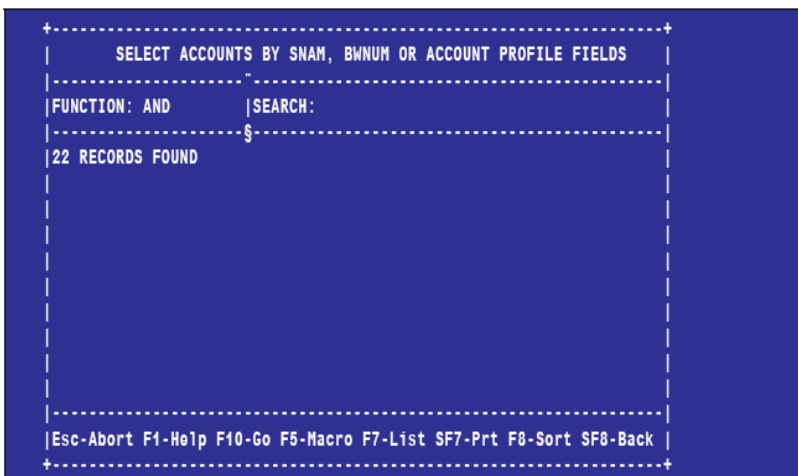 SELECT ACCOUNTS BY SNAM, BWNUM OR ACCOUNT PROFILE FIELDS
FUNCTION: AND |SEARCH:
§
22 RECORDS FOUND
Esc-Abort F1-Help F10-Go F5-Macro F7-List SF7-Prt F8-Sort SF8-Back